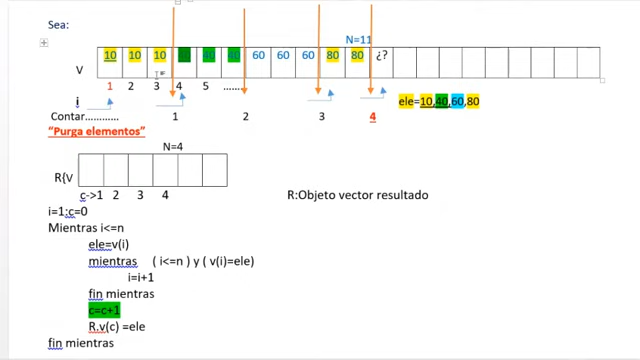 Sea:
N=11
10 10 10 40 40 60 60 60 80 80 ¿?
V
1 2 3 4 5 .......
i
ele=10,40,60,80
Contar............ 1 2 3 4
"Purga elementos"
N=4
R{V
c->1 2 3 4
R:Objeto vector resultado
i=1;c=0
Mientras i<=n
ele=v(i)
mientras ( i<=n ) y ( v(i)=ele)
i=i+1
fin mientras
c=c+1
R.v(c) =ele
fin mientras